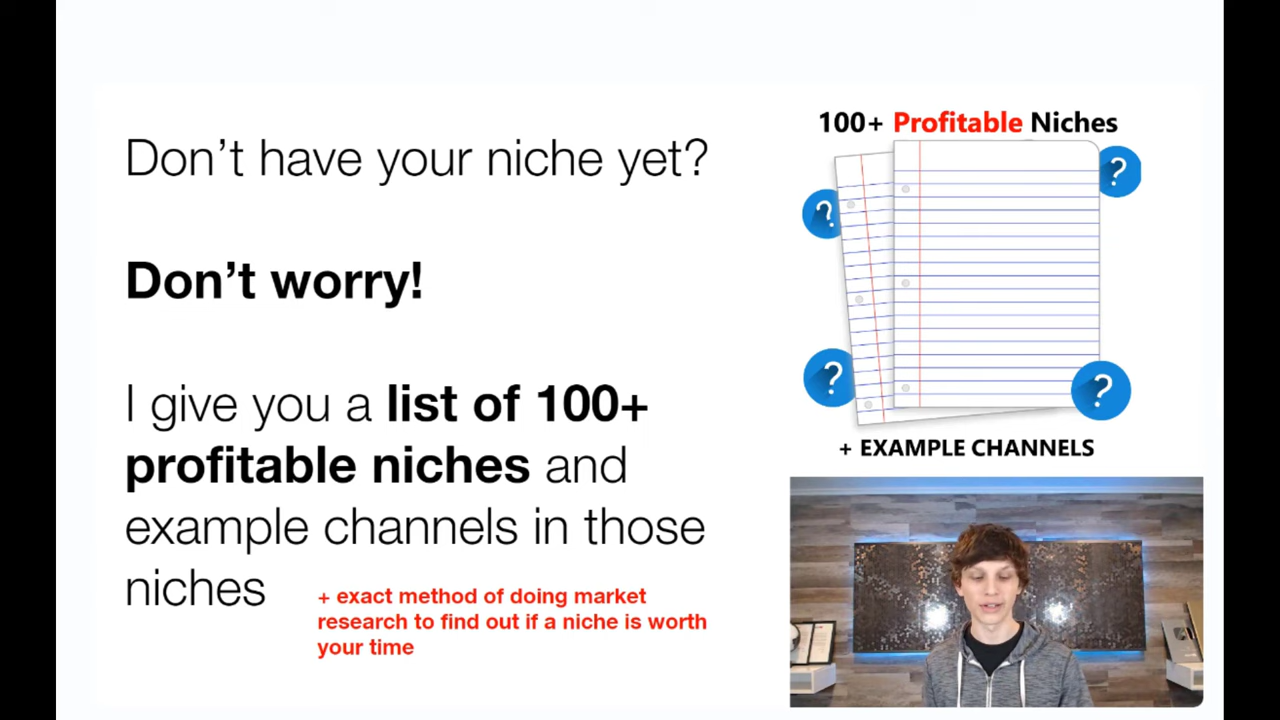 Don’t have your niche yet?
Don’t worry!
I give you a list of 100+
profitable niches and
example channels in those
niches
+ exact method of doing market
research to find out if a niche is worth
your time
100+ Profitable Niches
?
?
?
?
+ EXAMPLE CHANNELS